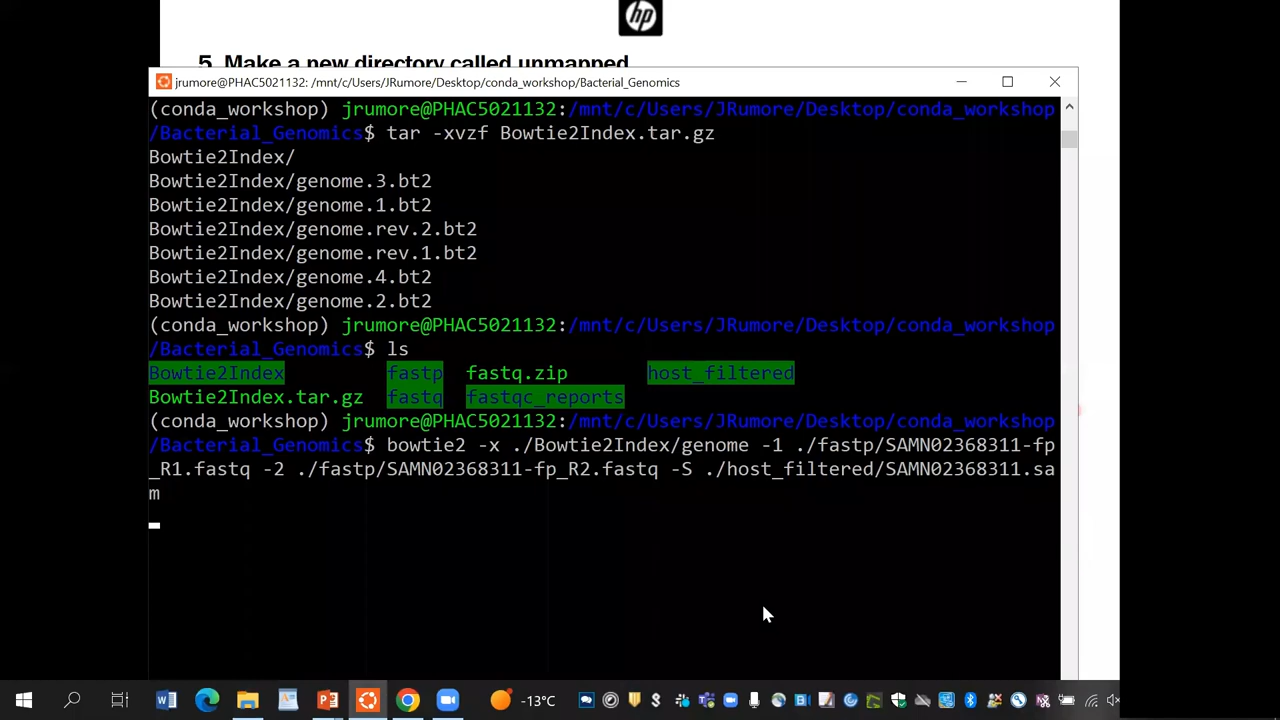 hp
5. Make a new directory called unmapped
jrumore@PHAC5021132: /mnt/c/Users/JRumore/Desktop/conda_workshop/Bacterial_Genomics
(conda_workshop) jrumore@PHAC5021132:/mnt/c/Users/JRumore/Desktop/conda_workshop
/Bacterial_Genomics$ tar -xvzf Bowtie2Index.tar.gz
Bowtie2Index/
Bowtie2Index/genome.3.bt2
Bowtie2Index/genome.1.bt2
Bowtie2Index/genome.rev.2.bt2
Bowtie2Index/genome.rev.1.bt2
Bowtie2Index/genome.4.bt2
Bowtie2Index/genome.2.bt2
(conda_workshop) jrumore@PHAC5021132:/mnt/c/Users/JRumore/Desktop/conda_workshop
/Bacterial_Genomics$ ls
Bowtie2Index fastp fastq.zip host_filtered
Bowtie2Index.tar.gz fastq fastqc_reports
(conda_workshop) jrumore@PHAC5021132:/mnt/c/Users/JRumore/Desktop/conda_workshop
/Bacterial_Genomics$ bowtie2 -x ./Bowtie2Index/genome -1 ./fastp/SAMN02368311-fp
_R1.fastq -2 ./fastp/SAMN02368311-fp_R2.fastq -S ./host_filtered/SAMN02368311.sa
m
-13°C